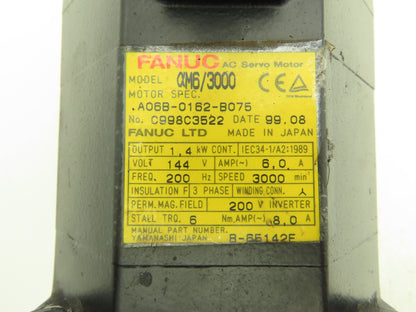 FANUC AC Servo Motor
MODEL αM6/3000
MOTOR SPEC.
A06B-0162-B075
No. C998C3522 DATE 99.08
FANUC LTD MADE IN JAPAN
OUTPUT 1.4 kW CONT. IEC34-1/A2:1989
VOLT 144 V AMP(~) 6.0 A
FREQ. 200 Hz SPEED 3000 min⁻¹
INSULATION F 3 PHASE WINDING CONN. Y
PERM. MAG. FIELD 200 V INVERTER
STALL TRQ. 6 Nm, AMP(~) 8.0 A
MANUAL PART NUMBER
YAMANASHI JAPAN B-65142E